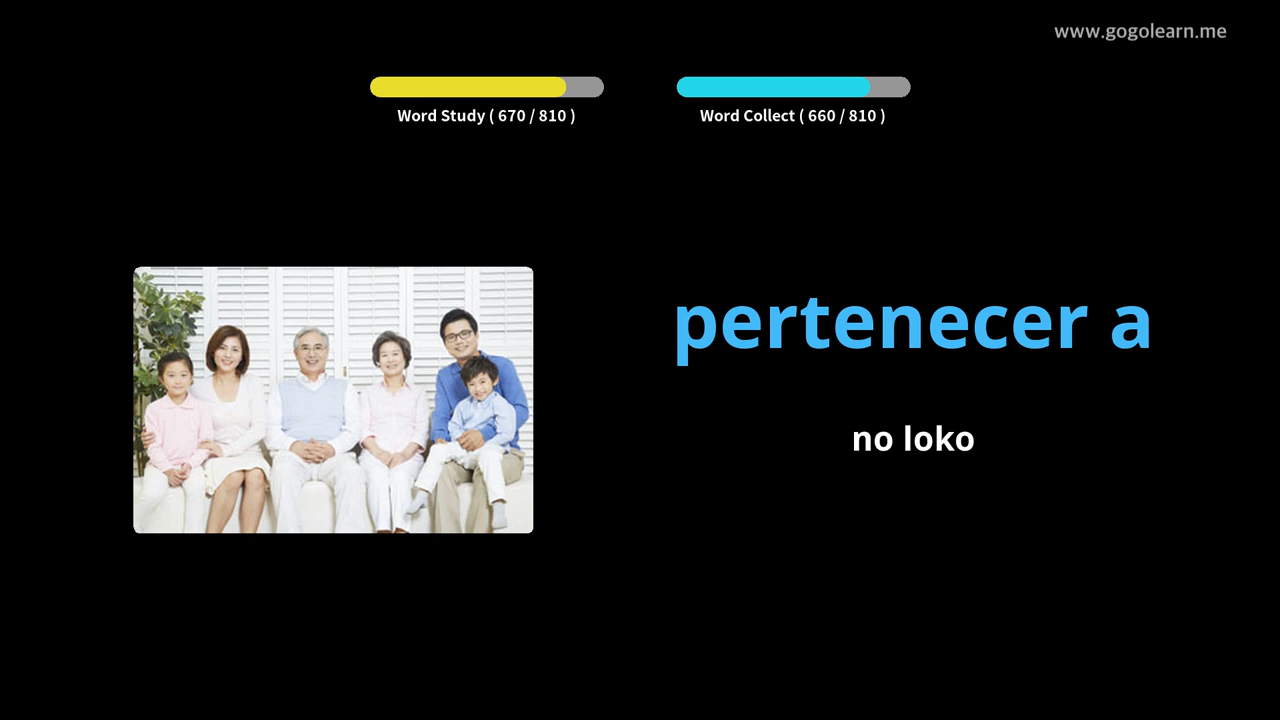 www.gogolearn.me
Word Study ( 670 / 810 )
Word Collect ( 660 / 810 )
pertenecer a
no loko